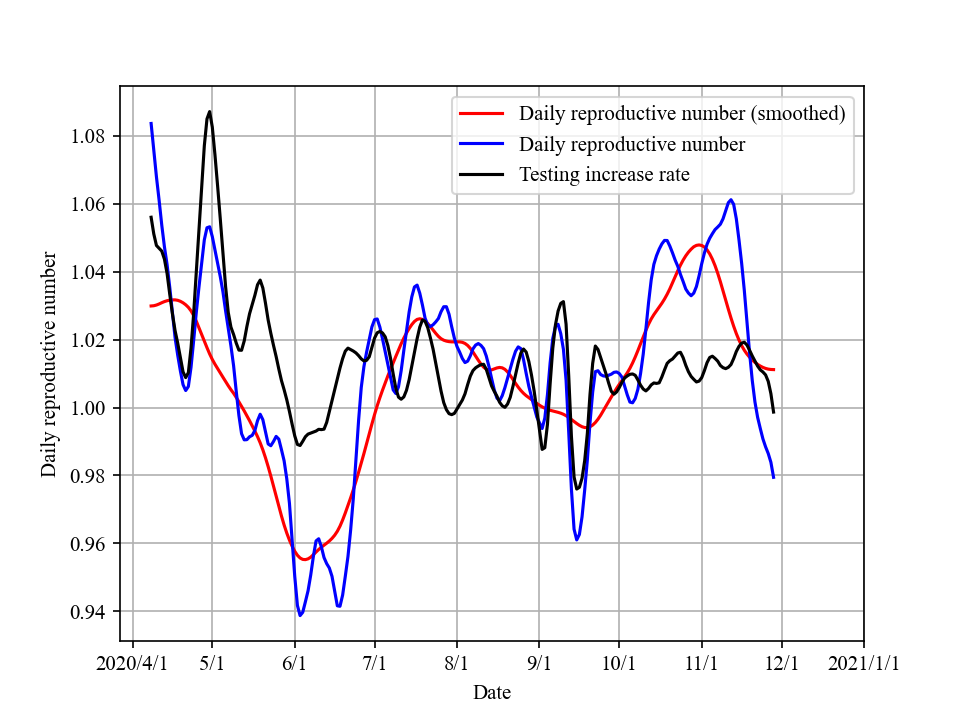 Daily reproductive number (smoothed)
Daily reproductive number
Testing increase rate
Daily reproductive number
1.08
1.06
1.04
1.02
1.00
0.98
0.96
0.94
2020/4/1 5/1 6/1 7/1 8/1 9/1 10/1 11/1 12/1 2021/1/1
Date